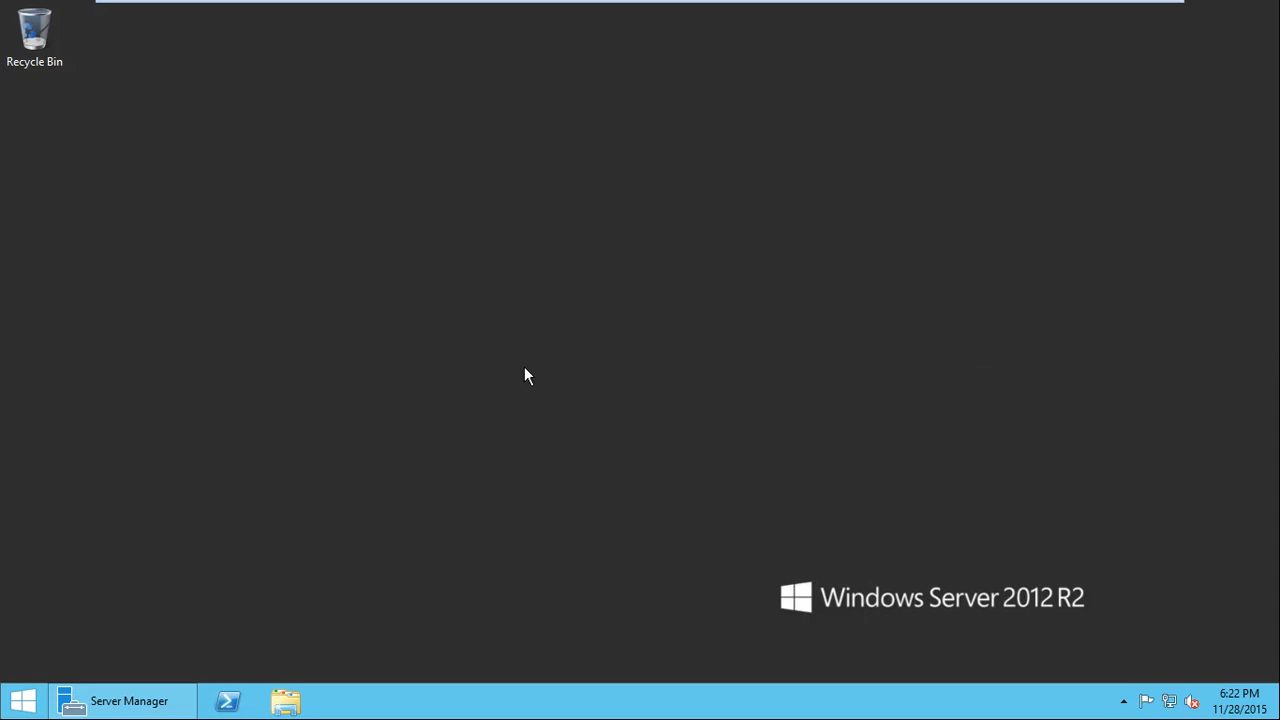 Recycle Bin
Windows Server 2012 R2
Server Manager
6:22 PM
11/28/2015